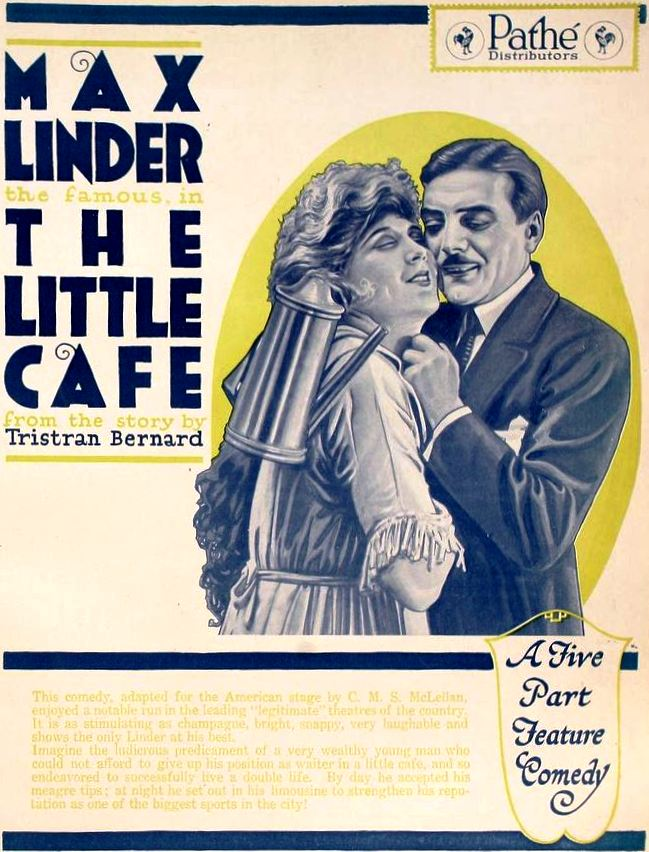 Pathé
Distributors
MAX
LINDER
the famous, in
THE
LITTLE
CAFE
from the story by
Tristran Bernard
A Five
Part
Feature
Comedy
This comedy, adapted for the American stage by C. M. S. McLellan,
enjoyed a notable run in the leading "legitimate" theatres of the country.
It is as stimulating as champagne, bright, snappy, very laughable and
shows the only Linder at his best.
Imagine the ludicrous predicament of a very wealthy young man who
could not afford to give up his position as waiter in a little cafe, and so
endeavored to successfully live a double life. By day he accepted his
meagre tips; at night he set out in his limousine to strengthen his repu-
tation as one of the biggest sports in the city!